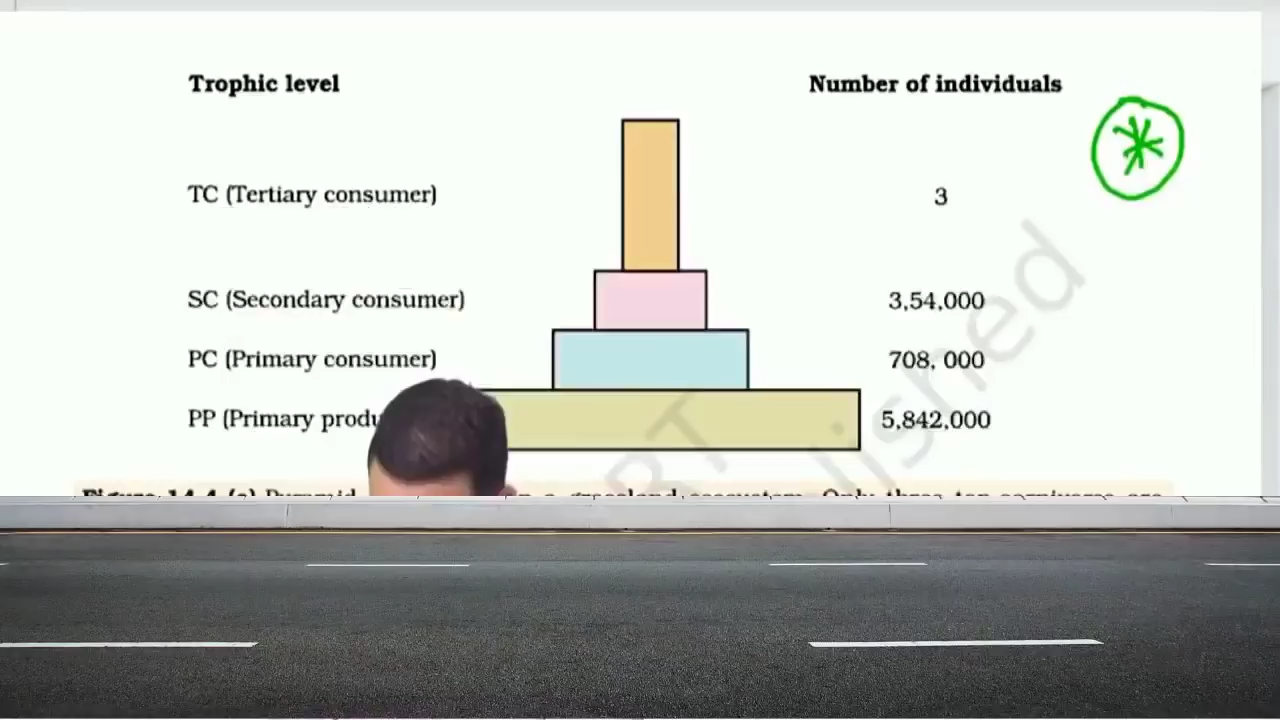 Trophic level Number of individuals
TC (Tertiary consumer) 3
SC (Secondary consumer) 3,54,000
PC (Primary consumer) 708, 000
PP (Primary 5,842,000